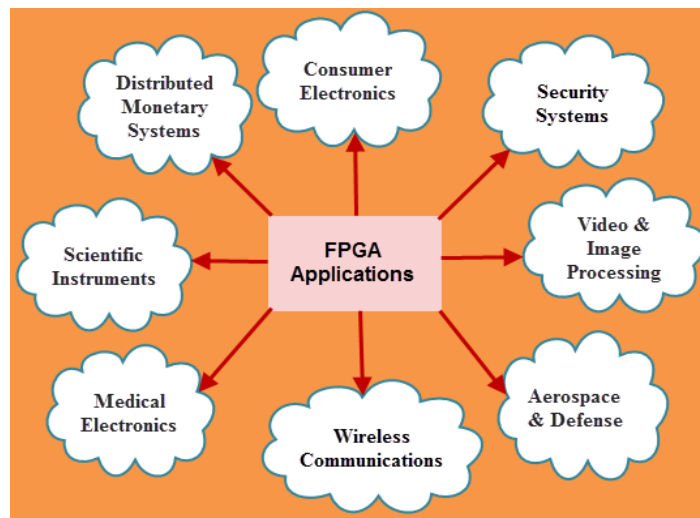 Distributed
Monetary
Systems
Consumer
Electronics
Security
Systems
Scientific
Instruments
FPGA
Applications
Video &
Image
Processing
Medical
Electronics
Wireless
Communications
Aerospace
& Defense